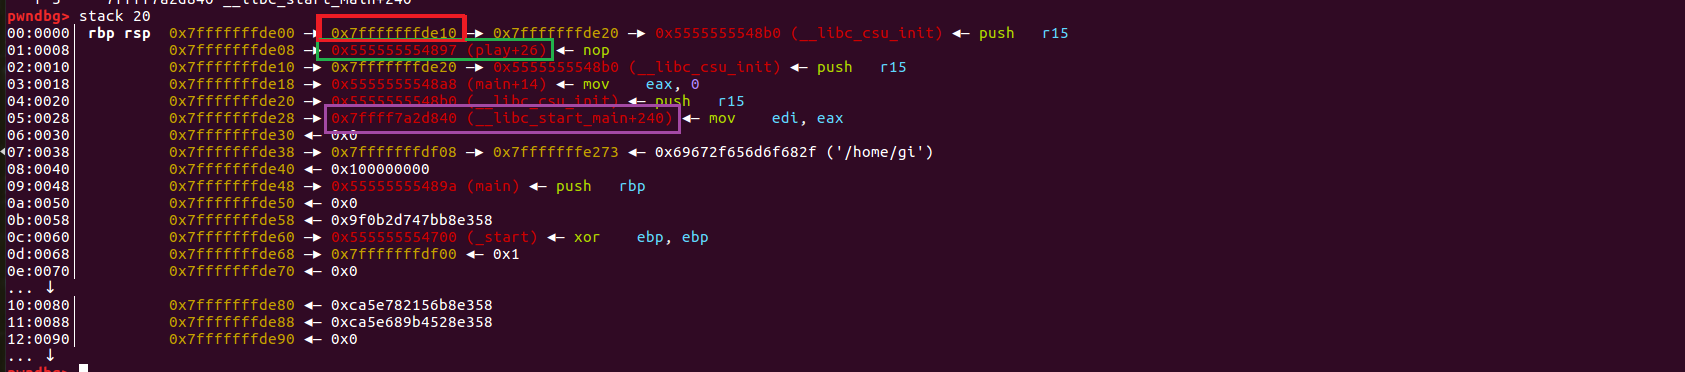 7ffff7a2d840 __libc_start_main+240
pwndbg> stack 20
00:0000│ rbp rsp 0x7fffffffde00 —▸ 0x7fffffffde10 —▸ 0x7fffffffde20 —▸ 0x5555555548b0 (__libc_csu_init) ◂— push r15
01:0008│ 0x7fffffffde08 —▸ 0x555555554897 (play+26) ◂— nop
02:0010│ 0x7fffffffde10 —▸ 0x7fffffffde20 —▸ 0x5555555548b0 (__libc_csu_init) ◂— push r15
03:0018│ 0x7fffffffde18 —▸ 0x5555555548a8 (main+14) ◂— mov eax, 0
04:0020│ 0x7fffffffde20 —▸ 0x5555555548b0 (__libc_csu_init) ◂— push r15
05:0028│ 0x7fffffffde28 —▸ 0x7ffff7a2d840 (__libc_start_main+240) ◂— mov edi, eax
06:0030│ 0x7fffffffde30 ◂— 0x0
07:0038│ 0x7fffffffde38 —▸ 0x7fffffffdf08 —▸ 0x7fffffffe273 ◂— 0x69672f656d6f682f ('/home/gi')
08:0040│ 0x7fffffffde40 ◂— 0x100000000
09:0048│ 0x7fffffffde48 —▸ 0x55555555489a (main) ◂— push rbp
0a:0050│ 0x7fffffffde50 ◂— 0x0
0b:0058│ 0x7fffffffde58 ◂— 0x9f0b2d747bb8e358
0c:0060│ 0x7fffffffde60 —▸ 0x555555554700 (_start) ◂— xor ebp, ebp
0d:0068│ 0x7fffffffde68 —▸ 0x7fffffffdf00 ◂— 0x1
0e:0070│ 0x7fffffffde70 ◂— 0x0
... ↓
10:0080│ 0x7fffffffde80 ◂— 0xca5e782156b8e358
11:0088│ 0x7fffffffde88 ◂— 0xca5e689b4528e358
12:0090│ 0x7fffffffde90 ◂— 0x0
... ↓
pwndbg>